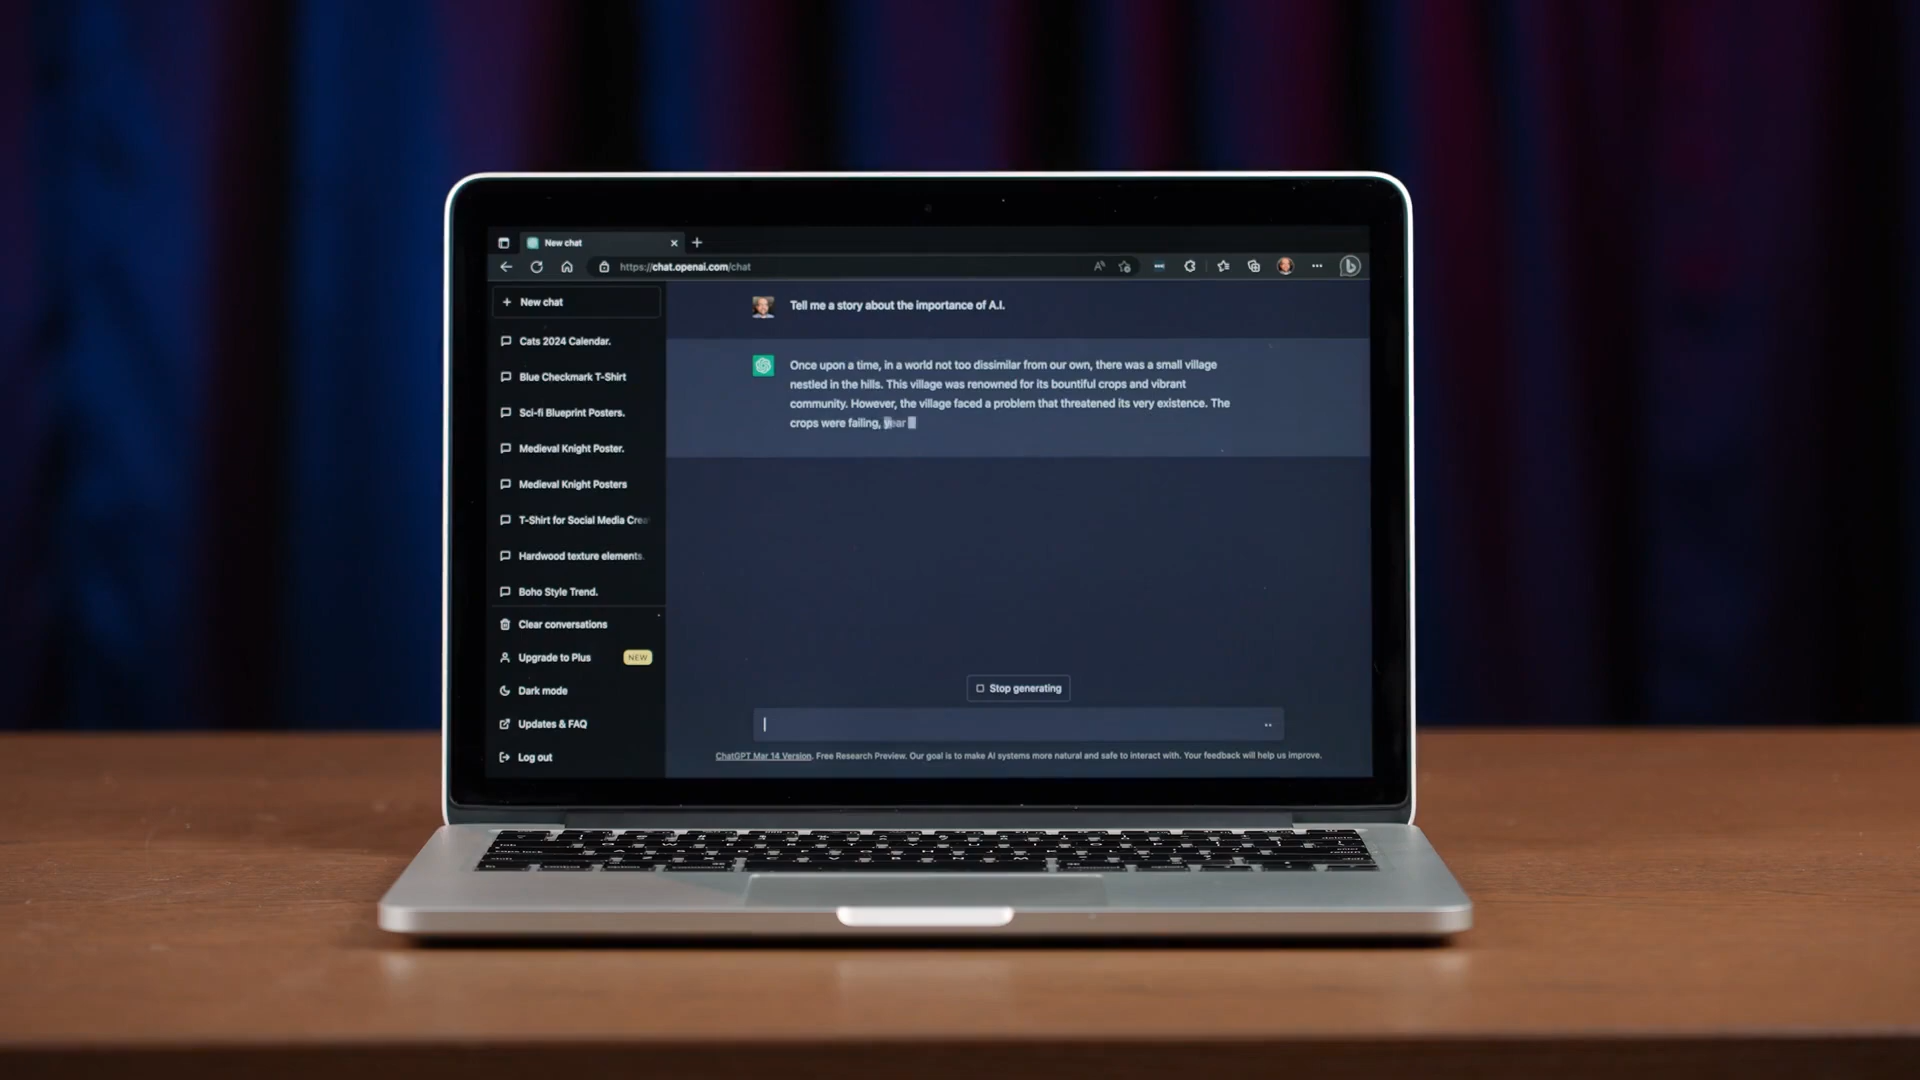 New chat
https://chat.openai.com/chat
New chat
Cats 2024 Calendar.
Blue Checkmark T-Shirt
Sci-fi Blueprint Posters.
Medieval Knight Poster.
Medieval Knight Posters
T-Shirt for Social Media Crea
Hardwood texture elements.
Boho Style Trend.
Clear conversations
Upgrade to Plus NEW
Dark mode
Updates & FAQ
Log out
Tell me a story about the importance of A.I.
Once upon a time, in a world not too dissimilar from our own, there was a small village
nestled in the hills. This village was renowned for its bountiful crops and vibrant
community. However, the village faced a problem that threatened its very existence. The
crops were failing, year
Stop generating
ChatGPT Mar 14 Version. Free Research Preview. Our goal is to make AI systems more natural and safe to interact with. Your feedback will help us improve.